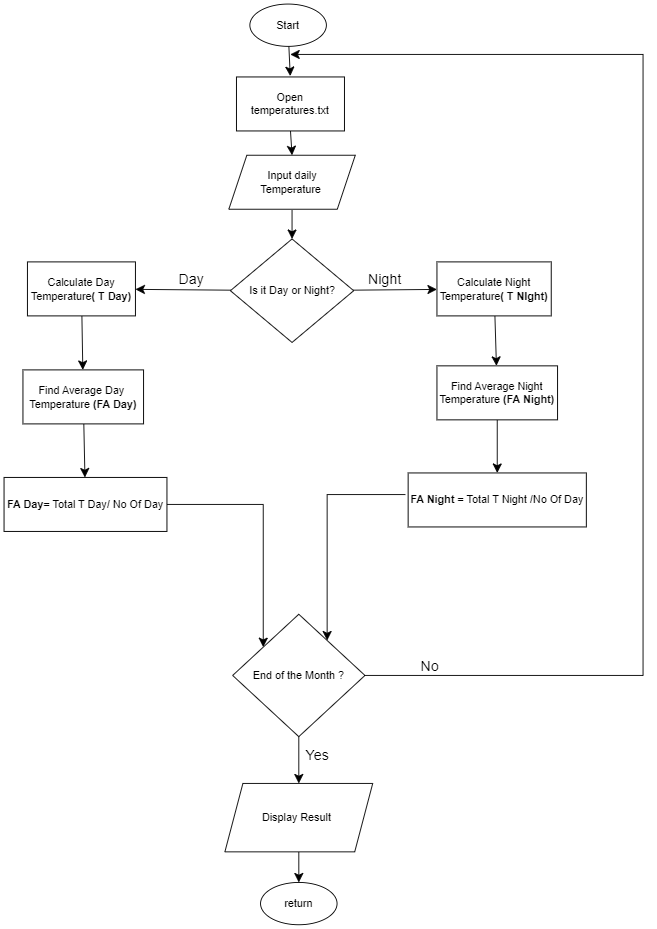 Start
Open
temperatures.txt
Input daily
Temperature
Is it Day or Night?
Day
Night
Calculate Day
Temperature( T Day)
Calculate Night
Temperature( T NIght)
Find Average Day
Temperature (FA Day)
Find Average Night
Temperature (FA Night)
FA Day= Total T Day/ No Of Day
FA Night = Total T Night /No Of Day
End of the Month ?
No
Yes
Display Result
return